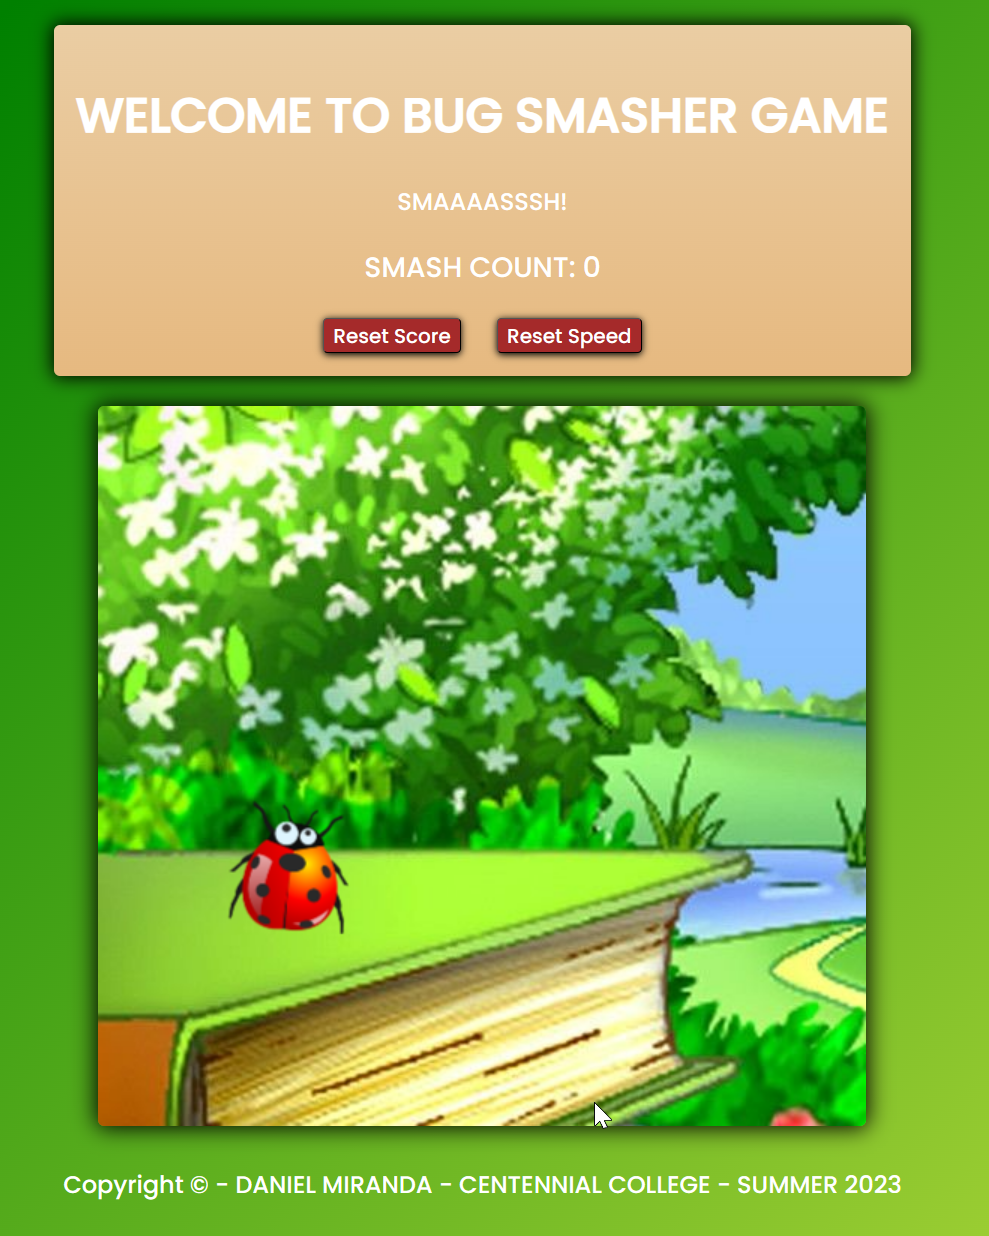 WELCOME TO BUG SMASHER GAME
SMAAAASSSH!
SMASH COUNT: 0
Reset Score Reset Speed
Copyright © - DANIEL MIRANDA - CENTENNIAL COLLEGE - SUMMER 2023